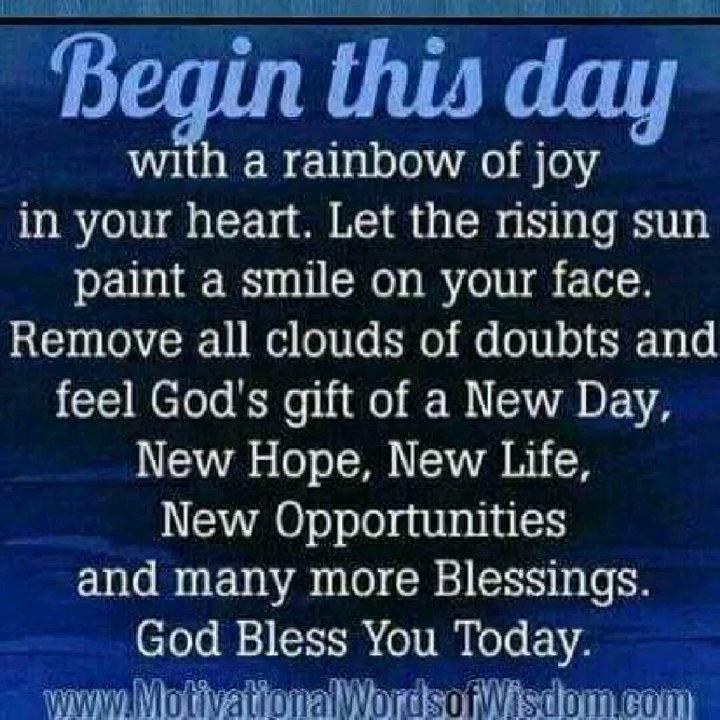 Begin this day
with a rainbow of joy
in your heart. Let the rising sun
paint a smile on your face.
Remove all clouds of doubts and
feel God's gift of a New Day,
New Hope, New Life,
New Opportunities
and many more Blessings.
God Bless You Today.
www.MotivationalWordsofWisdom.com